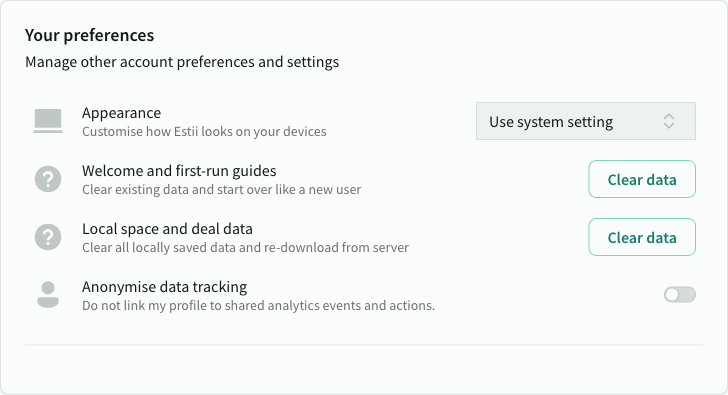 Your preferences
Manage other account preferences and settings
Appearance
Customise how Estii looks on your devices
Use system setting
Welcome and first-run guides
Clear existing data and start over like a new user
Clear data
Local space and deal data
Clear all locally saved data and re-download from server
Clear data
Anonymise data tracking
Do not link my profile to shared analytics events and actions.